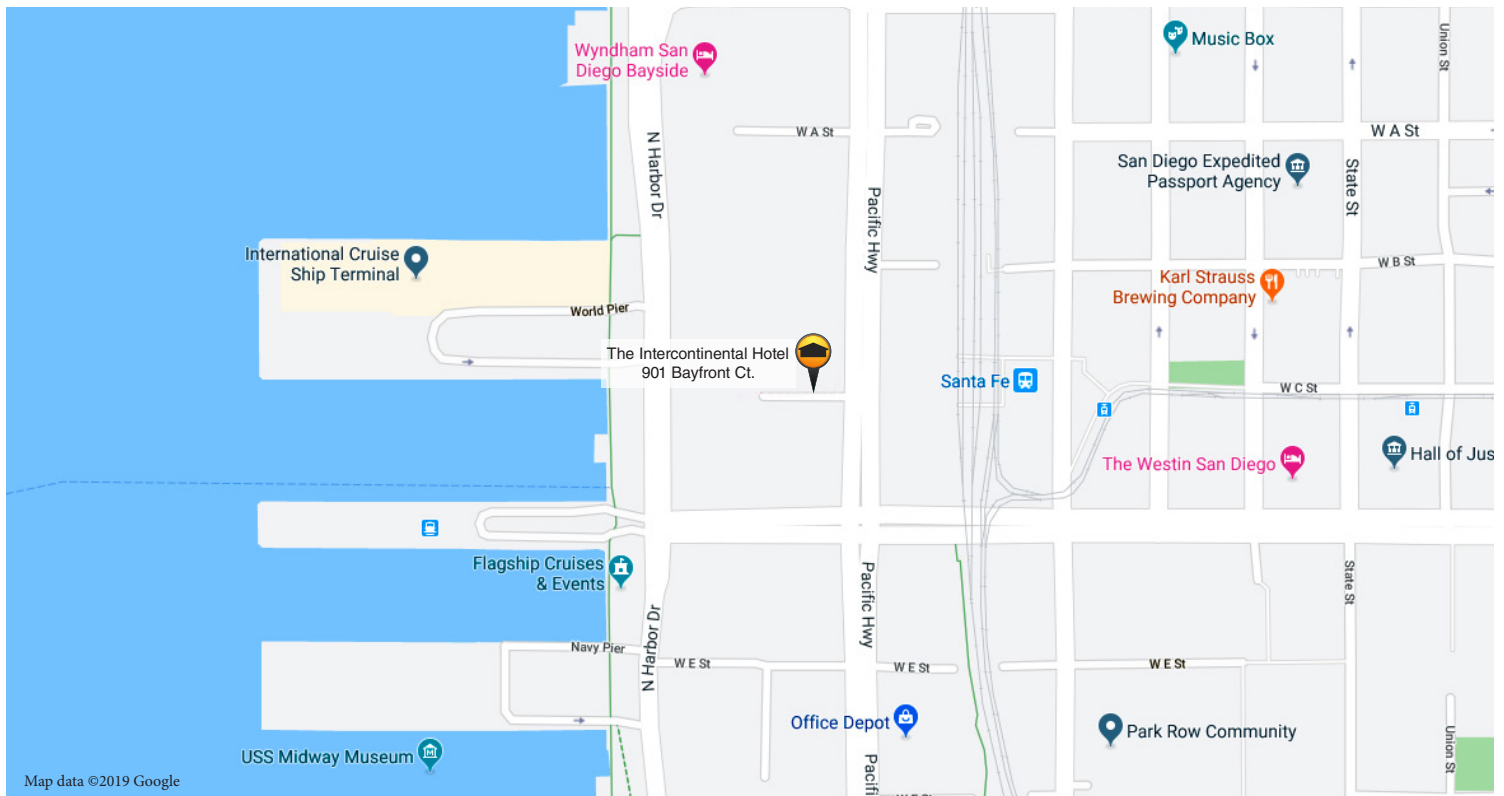 Wyndham San
Diego Bayside
Music Box
Union St
W A St
W A St
N Harbor Dr
San Diego Expedited
Passport Agency
State St
Pacific Hwy
International Cruise
Ship Terminal
W B St
Karl Strauss
Brewing Company
World Pier
The Intercontinental Hotel
901 Bayfront Ct.
Santa Fe
W C St
The Westin San Diego
Hall of Jus
Flagship Cruises
& Events
Pacific Hwy
State St
N Harbor Dr
Navy Pier
W E St
W E St
W E St
Office Depot
Park Row Community
Union St
USS Midway Museum
Pacifi
Map data ©2019 Google